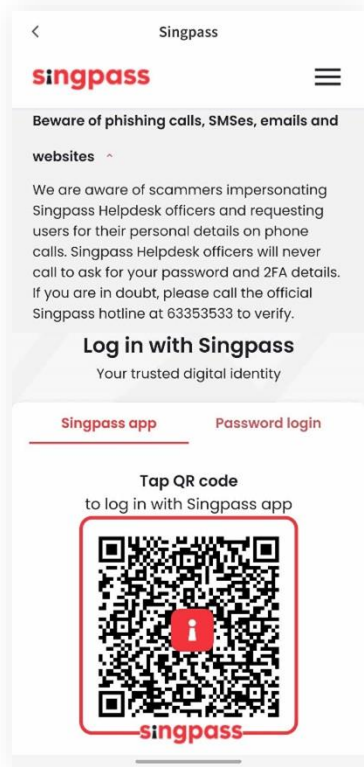 Singpass
singpass
Beware of phishing calls, SMSes, emails and
websites
We are aware of scammers impersonating
Singpass Helpdesk officers and requesting
users for their personal details on phone
calls. Singpass Helpdesk officers will never
call to ask for your password and 2FA details.
If you are in doubt, please call the official
Singpass hotline at 63353533 to verify.
Log in with Singpass
Your trusted digital identity
Singpass app Password login
Tap QR code
to log in with Singpass app
singpass